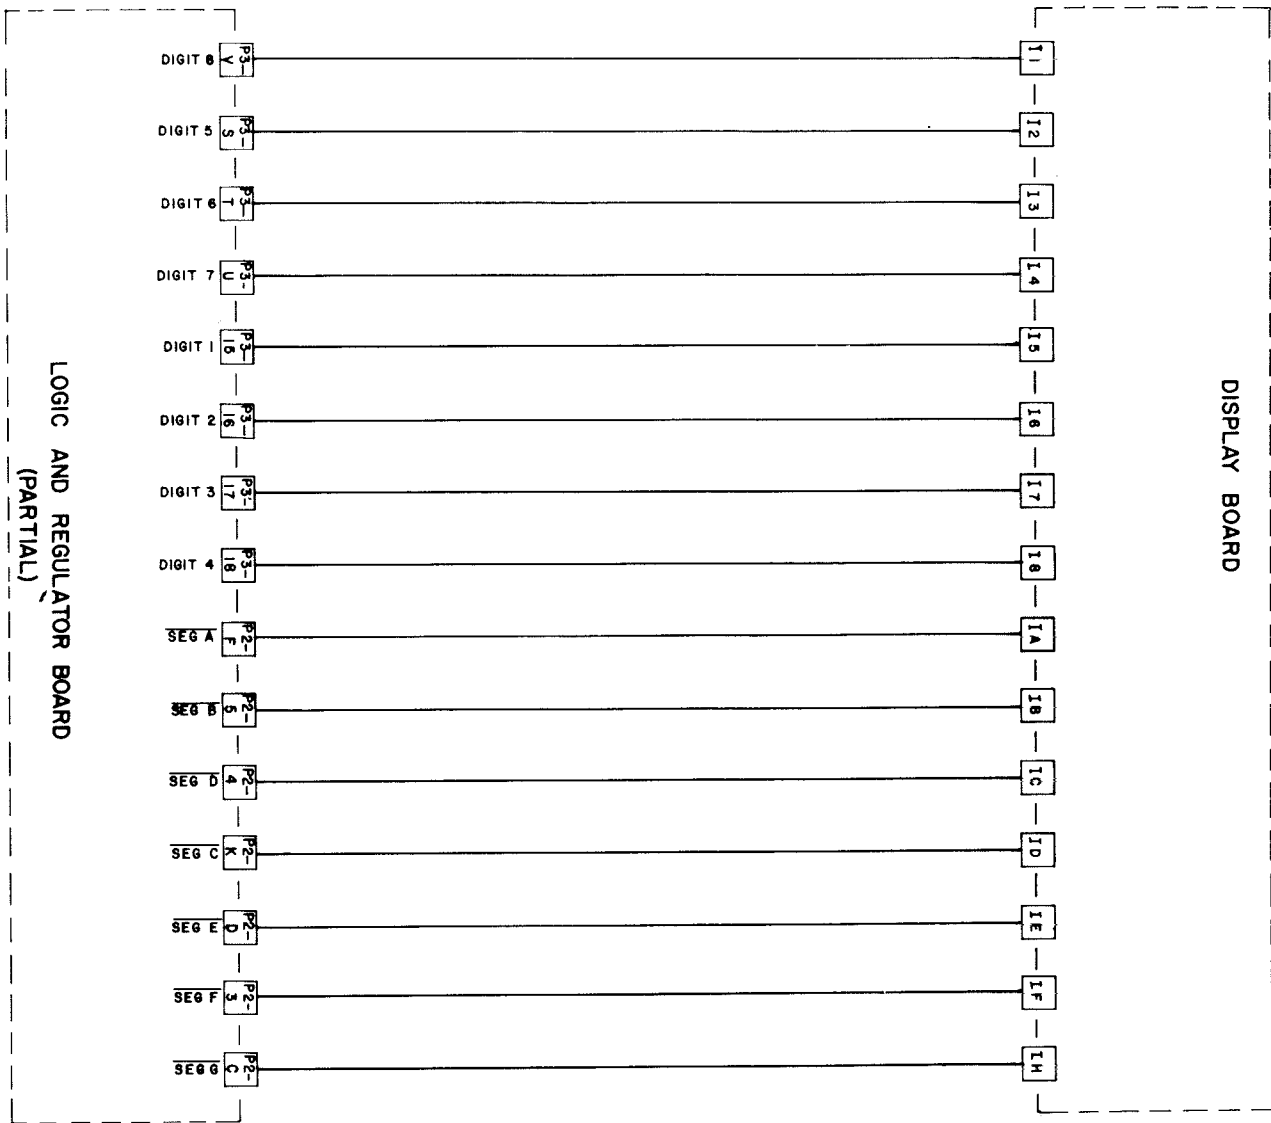 DIGIT 8 P3-V I1
DIGIT 5 P3-S I2
DIGIT 6 P3-T I3
DIGIT 7 P3-U I4
DIGIT 1 P3-15 I5
DIGIT 2 P3-16 I6
DIGIT 3 P3-17 I7
DIGIT 4 P3-18 I8
SEG A P2-F IA
SEG B P2-5 IB
SEG D P2-4 IC
SEG C P2-K ID
SEG E P2-D IE
SEG F P2-3 IF
SEG G P2-C IH
LOGIC AND REGULATOR BOARD
(PARTIAL)
DISPLAY BOARD